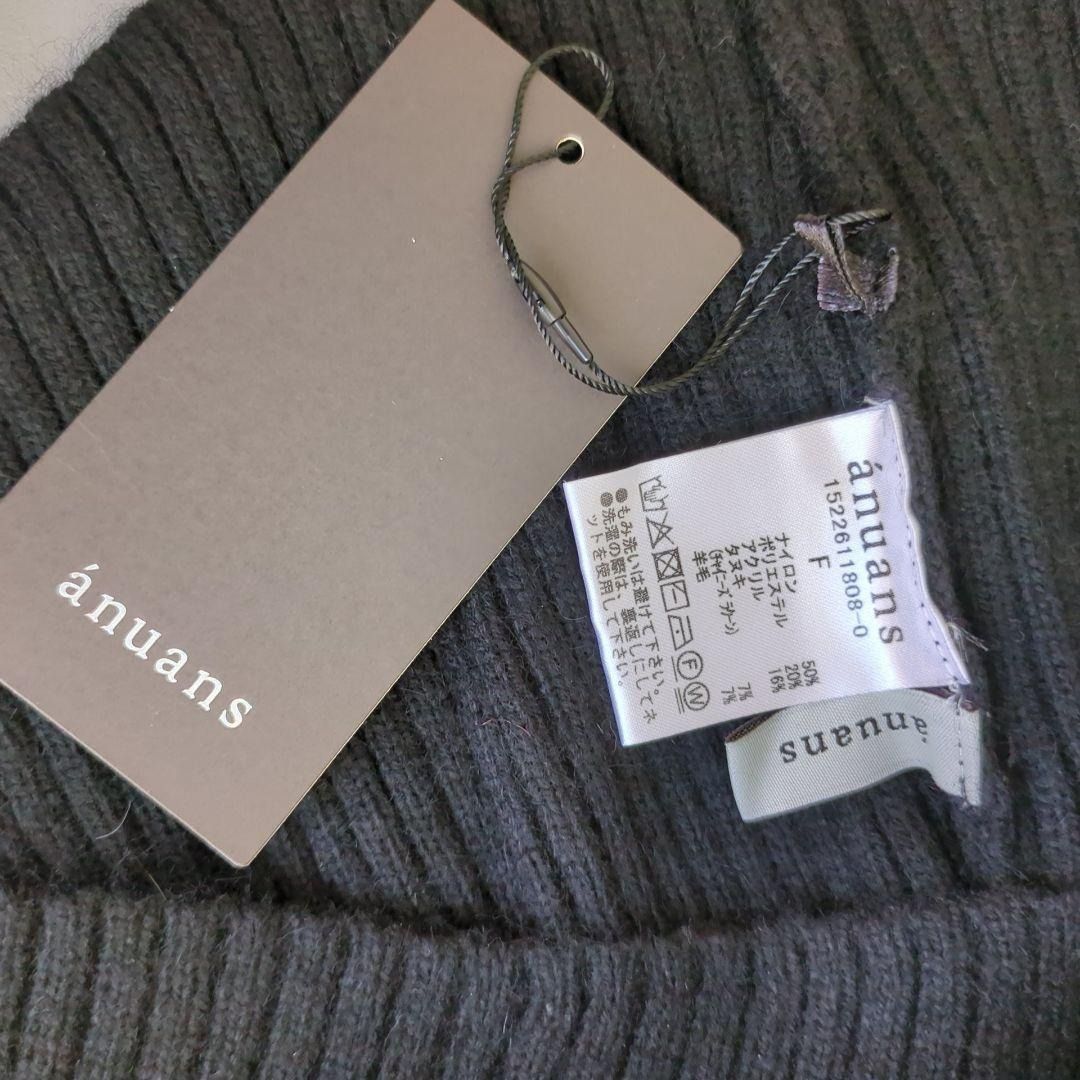 ánuans
ánuans
1522611808-0
F
ナイロン 50%
ポリエステル 20%
アクリル 16%
タヌキ 7%
(チャイニーズ ラクーン)
羊毛 7%
F
W
●もみ洗いは避けて下さい。
●洗濯の際は、裏返しにしてネ
ットを使用して下さい。
ánuans